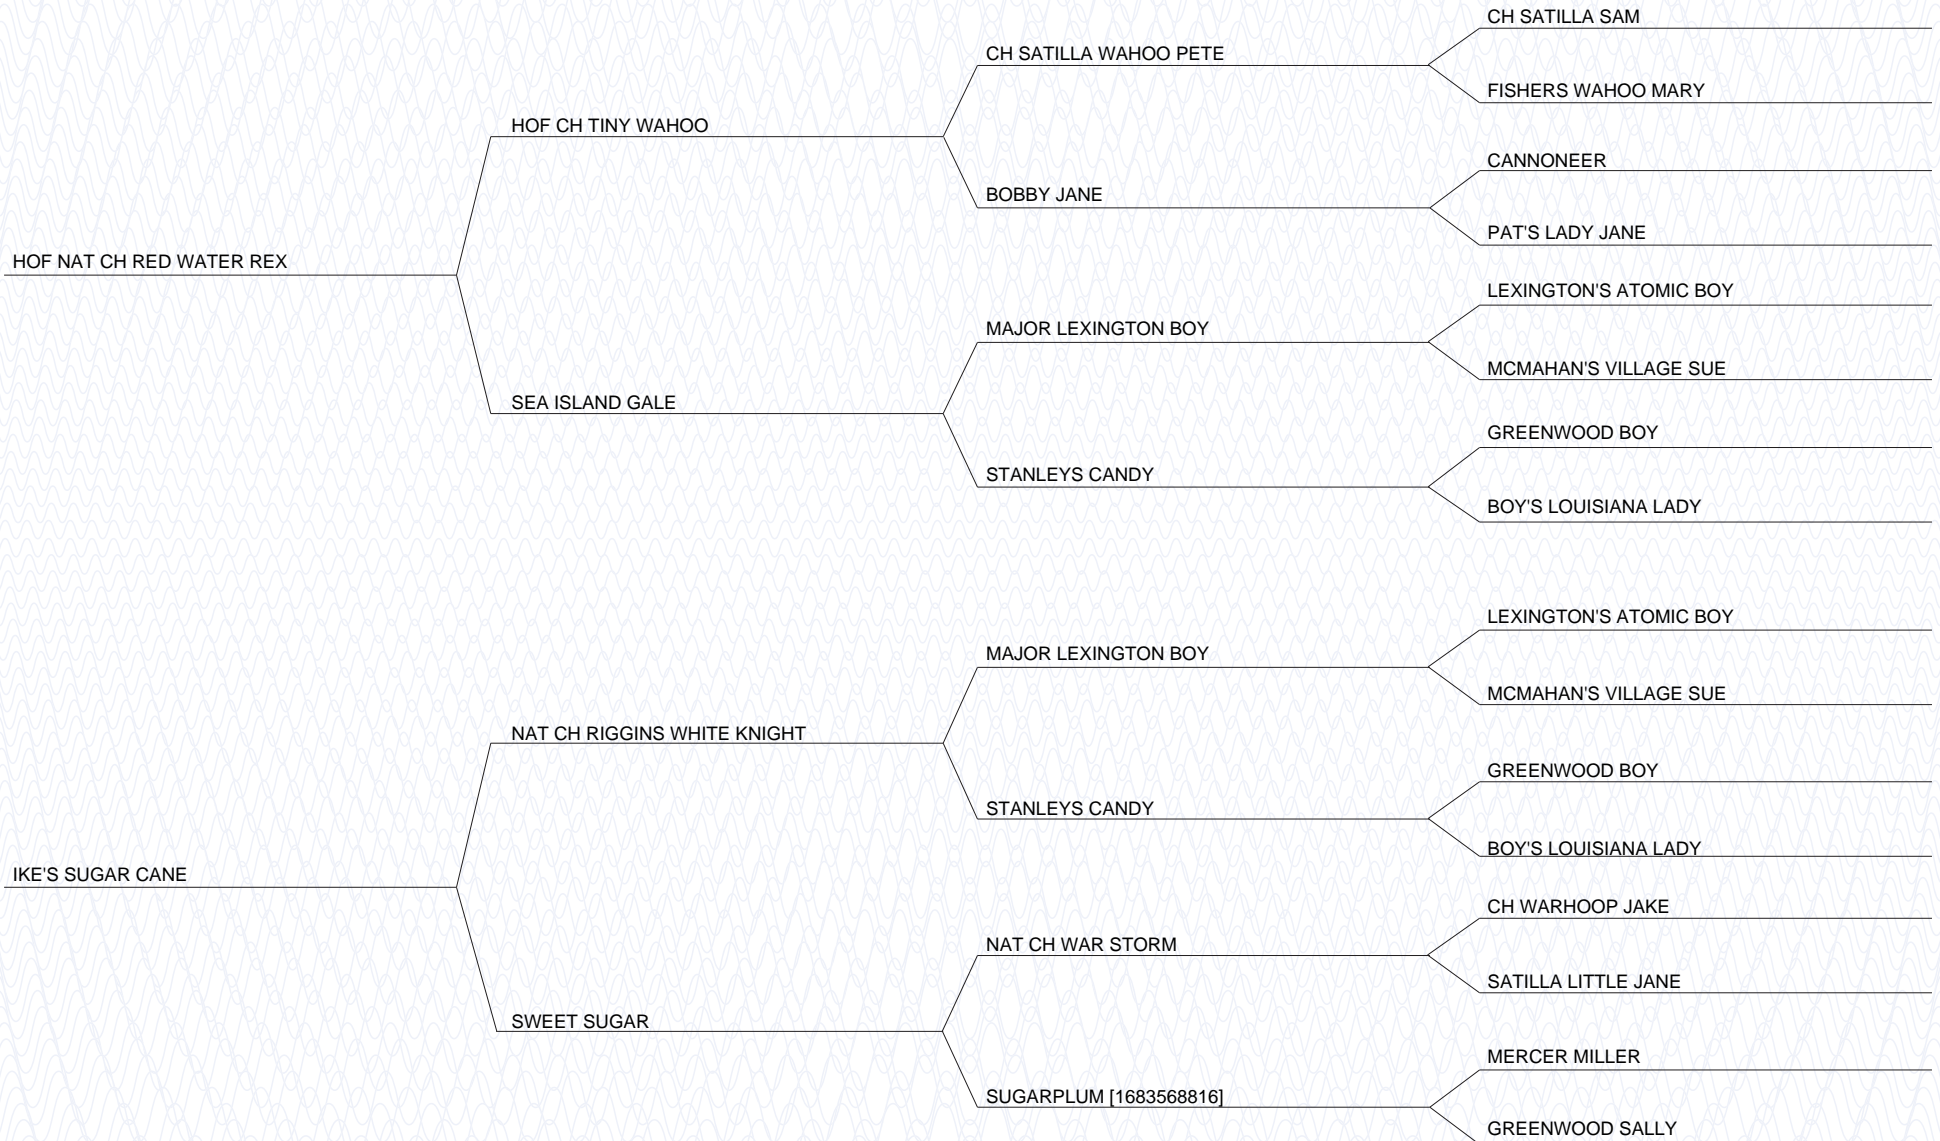 CH SATILLA SAM
CH SATILLA WAHOO PETE
FISHERS WAHOO MARY
HOF CH TINY WAHOO
CANNONEER
BOBBY JANE
PAT'S LADY JANE
HOF NAT CH RED WATER REX
LEXINGTON'S ATOMIC BOY
MAJOR LEXINGTON BOY
MCMAHAN'S VILLAGE SUE
SEA ISLAND GALE
GREENWOOD BOY
STANLEYS CANDY
BOY'S LOUISIANA LADY
LEXINGTON'S ATOMIC BOY
MAJOR LEXINGTON BOY
MCMAHAN'S VILLAGE SUE
NAT CH RIGGINS WHITE KNIGHT
GREENWOOD BOY
STANLEYS CANDY
BOY'S LOUISIANA LADY
IKE'S SUGAR CANE
CH WARHOOP JAKE
NAT CH WAR STORM
SATILLA LITTLE JANE
SWEET SUGAR
MERCER MILLER
SUGARPLUM [1683568816]
GREENWOOD SALLY